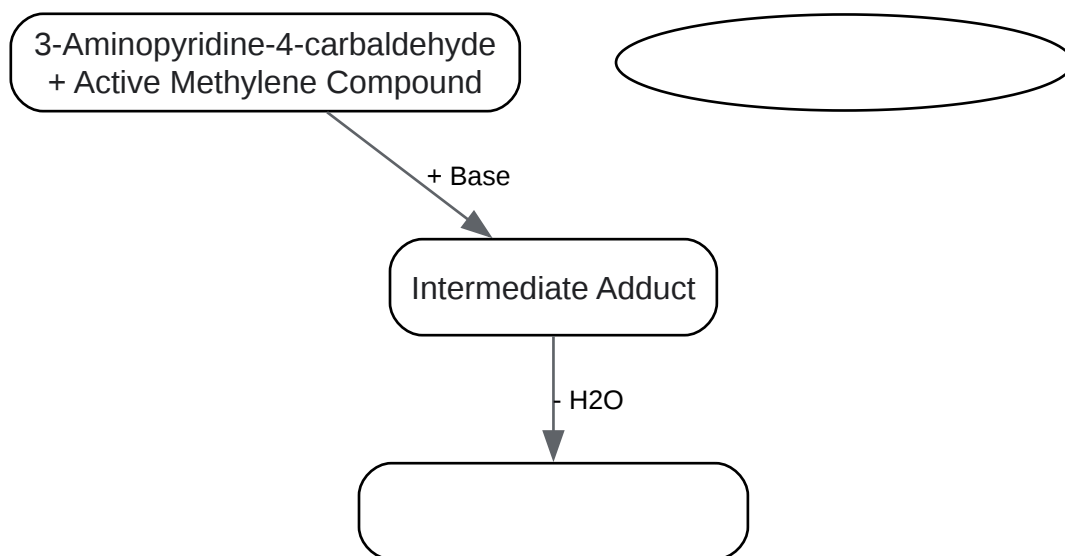 3-Aminopyridine-4-carbaldehyde
+ Active Methylene Compound
+ Base
Intermediate Adduct
- H2O